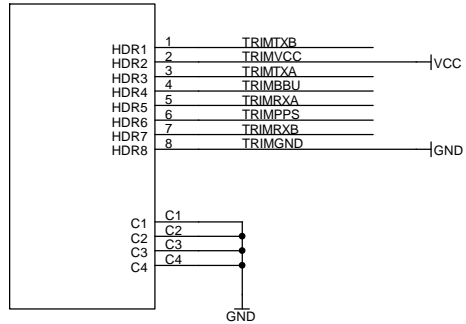 HDR1 1 TRIMTXB
HDR2 2 TRIMVCC VCC
HDR3 3 TRIMTXA
HDR4 4 TRIMBBU
HDR5 5 TRIMRXA
HDR6 6 TRIMPPS
HDR7 7 TRIMRXB
HDR8 8 TRIMGND GND
C1 C1
C2 C2
C3 C3
C4 C4
GND